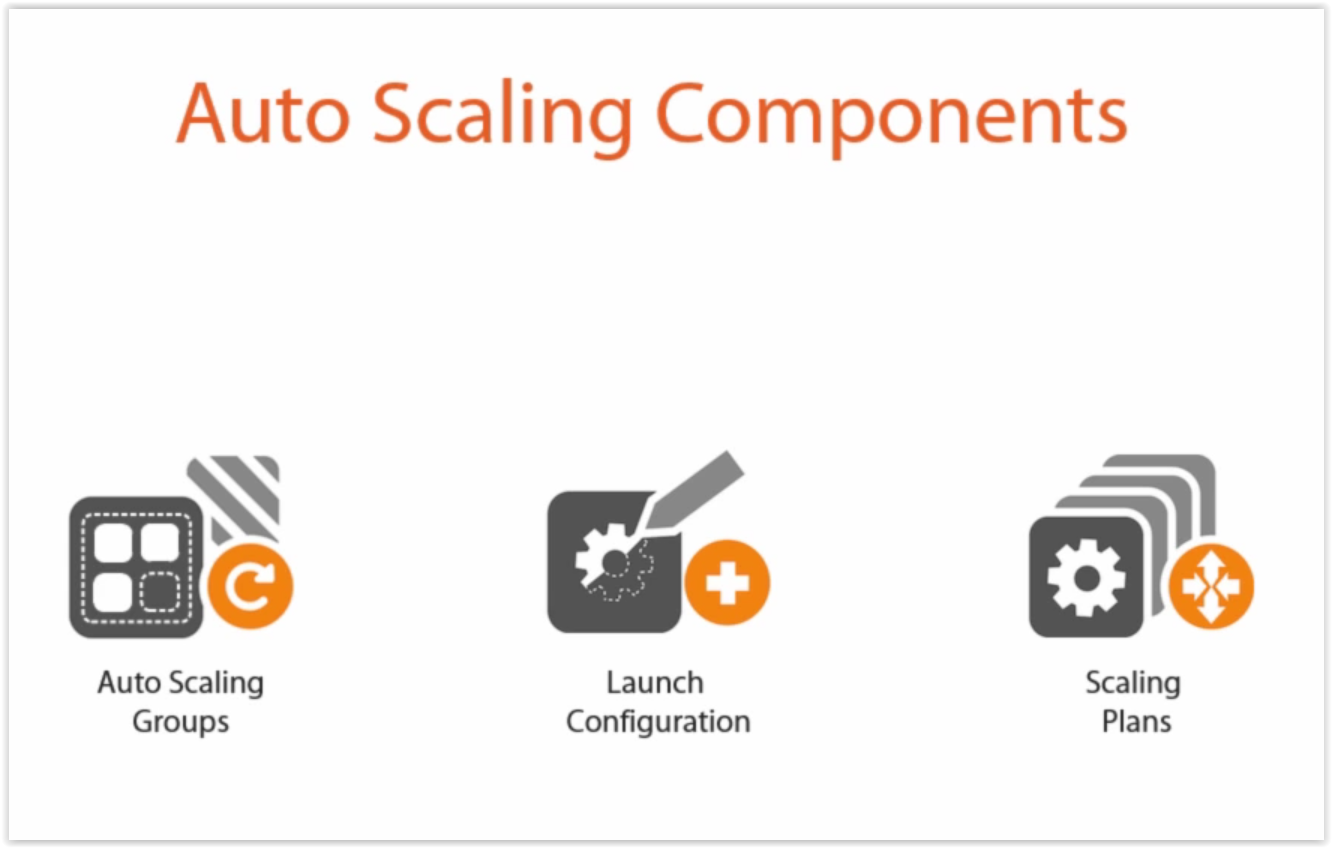 Auto Scaling Components
Auto Scaling
Groups
Launch
Configuration
Scaling
Plans